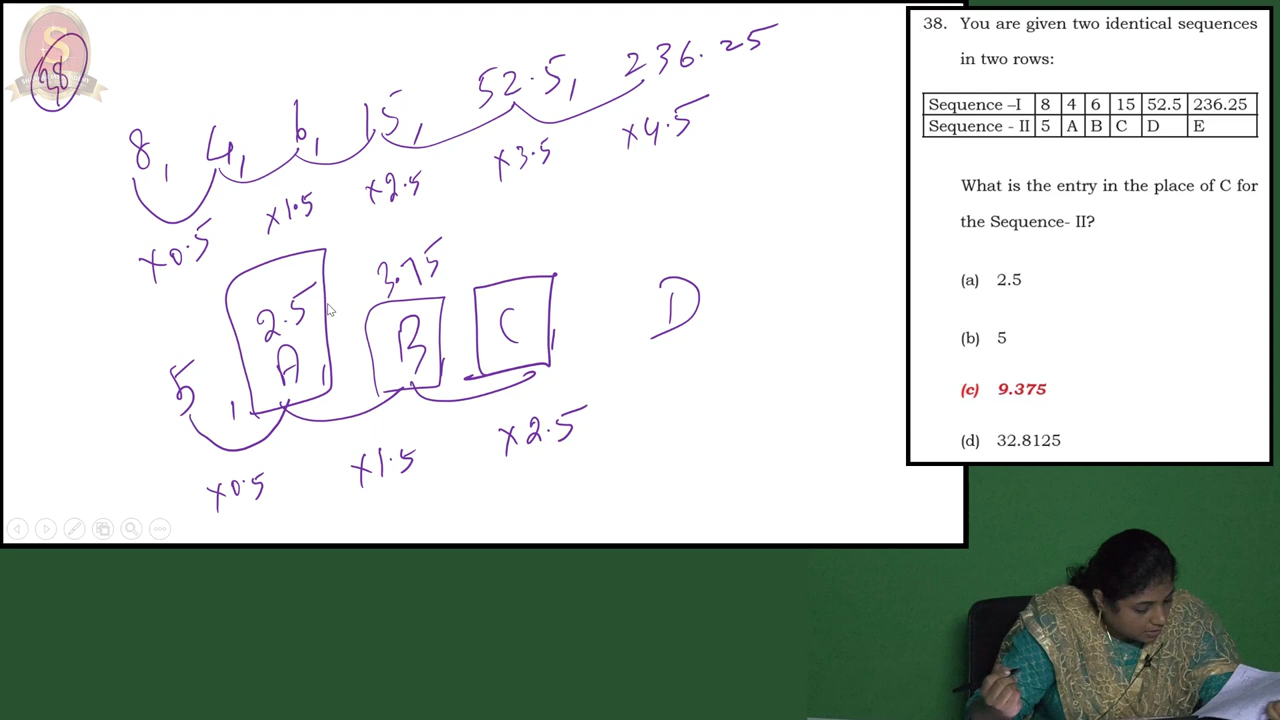 38
8, 4, 6, 15, 52.5, 236.25
×0.5 ×1.5 ×2.5 ×3.5 ×4.5
2.5 3.75
5, A, B, C, D
×0.5 ×1.5 ×2.5
38. You are given two identical sequences
in two rows:
Sequence –I 8 4 6 15 52.5 236.25
Sequence - II 5 A B C D E
What is the entry in the place of C for
the Sequence- II?
(a) 2.5
(b) 5
(c) 9.375
(d) 32.8125